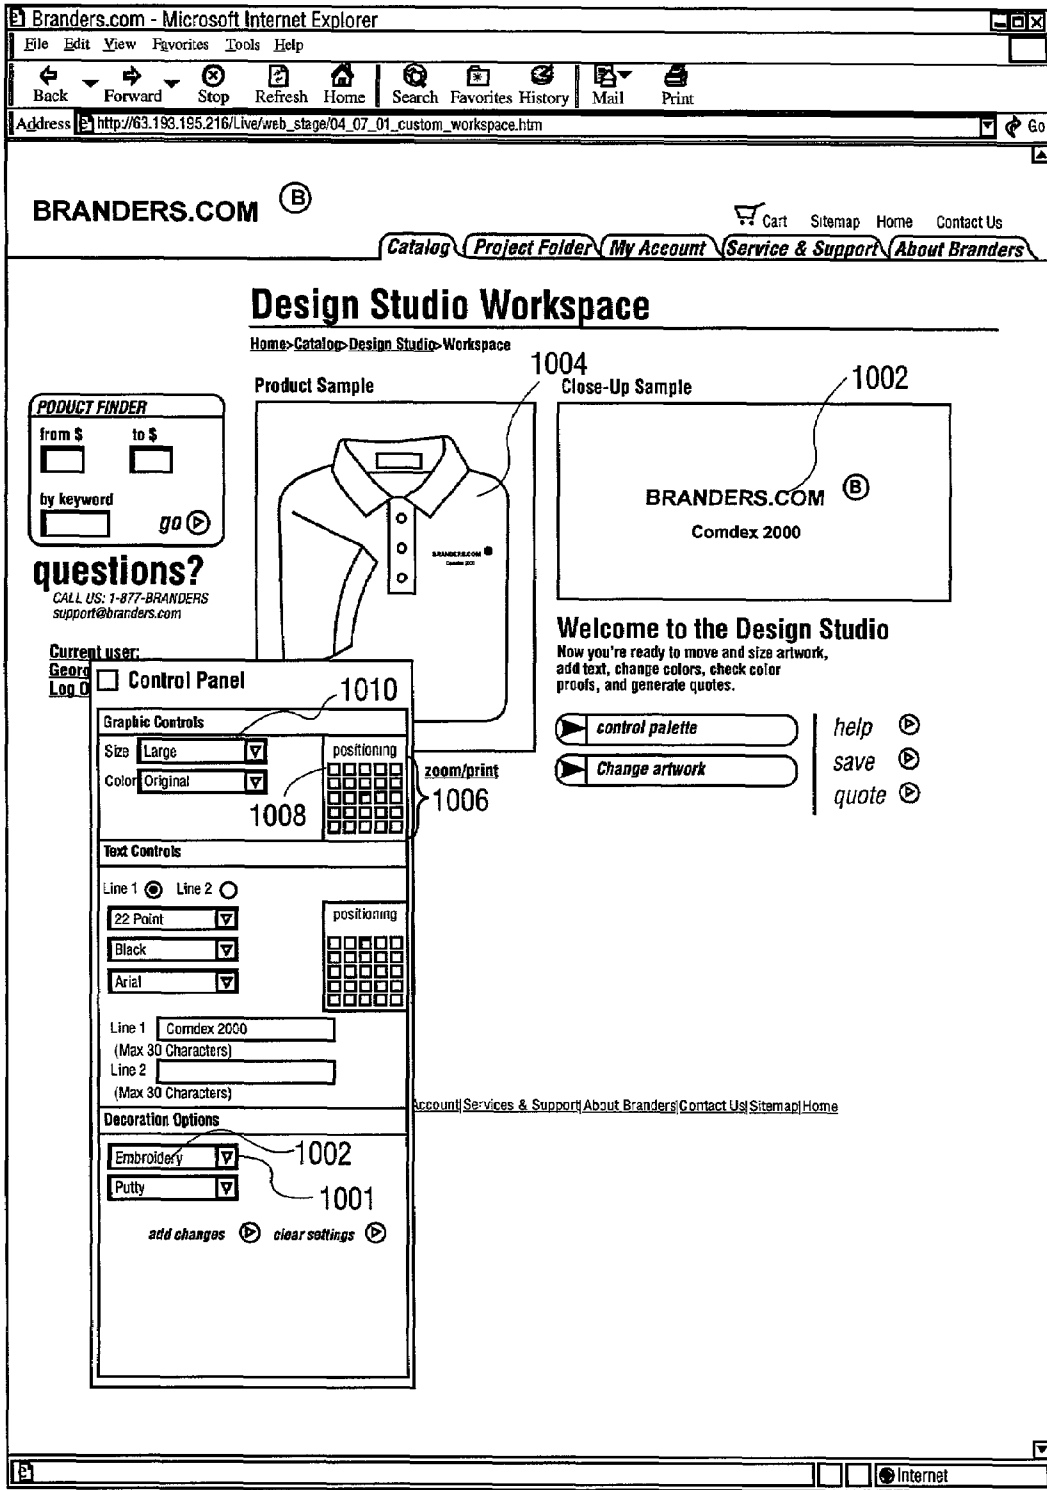 Branders.com - Microsoft Internet Explorer
File Edit View Favorites Tools Help
Back Forward Stop Refresh Home Search Favorites History Mail Print
Address http://63.193.195.216/Live/web_stage/04_07_01_custom_workspace.htm Go
BRANDERS.COM B
Cart Sitemap Home Contact Us
Catalog Project Folder My Account Service & Support About Branders
Design Studio Workspace
Home>Catalog>Design Studio>Workspace
1004
1002
Product Sample Close-Up Sample
PODUCT FINDER
from $ to $
by keyword
go
BRANDERS.COM B
Comdex 2000
BRANDERS.COM
Comdex 2000
questions?
CALL US: 1-877-BRANDERS
support@branders.com
Current user:
Georg
Log O
Welcome to the Design Studio
Now you're ready to move and size artwork,
add text, change colors, check color
proofs, and generate quotes.
control palette
Change artwork
help
save
quote
Control Panel
1010
Graphic Controls
Size Large
Color Original
positioning
zoom/print
1008
1006
Text Controls
Line 1 Line 2
22 Point
Black
Arial
positioning
Line 1 Comdex 2000
(Max 30 Characters)
Line 2
(Max 30 Characters)
Account|Services & Support|About Branders|Contact Us|Sitemap|Home
Decoration Options
Embroidery
1002
Putty
1001
add changes clear settings
Internet